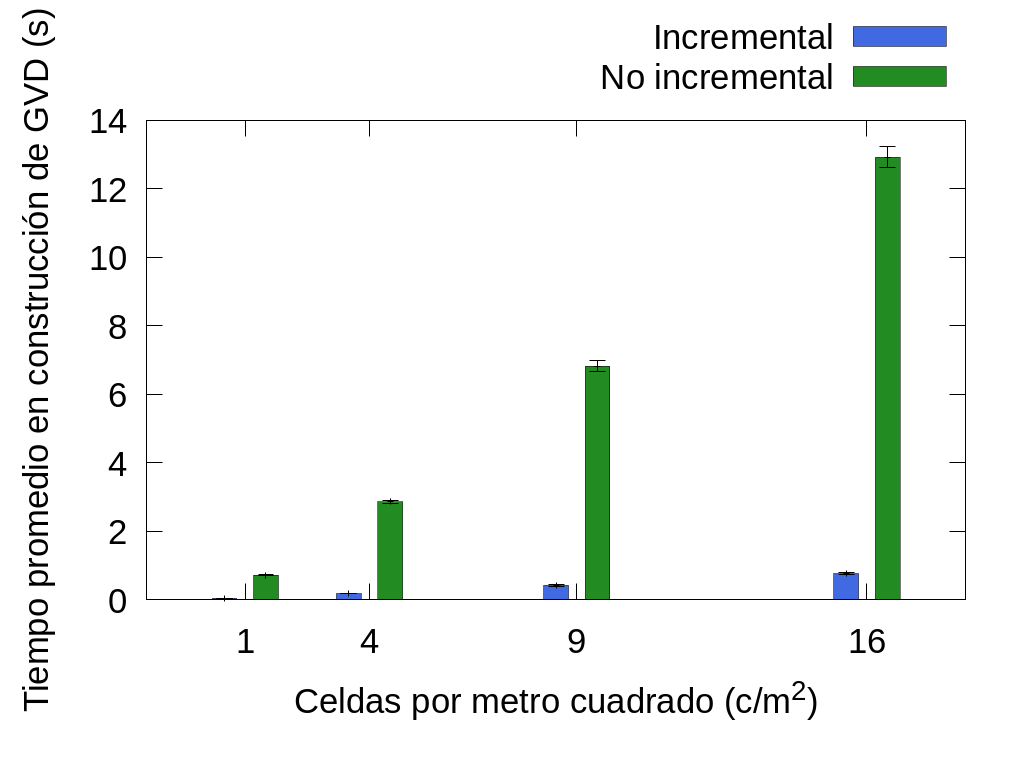 Incremental
No incremental
Tiempo promedio en construcción de GVD (s)
14
12
10
8
6
4
2
0
1 4 9 16
Celdas por metro cuadrado (c/m²)